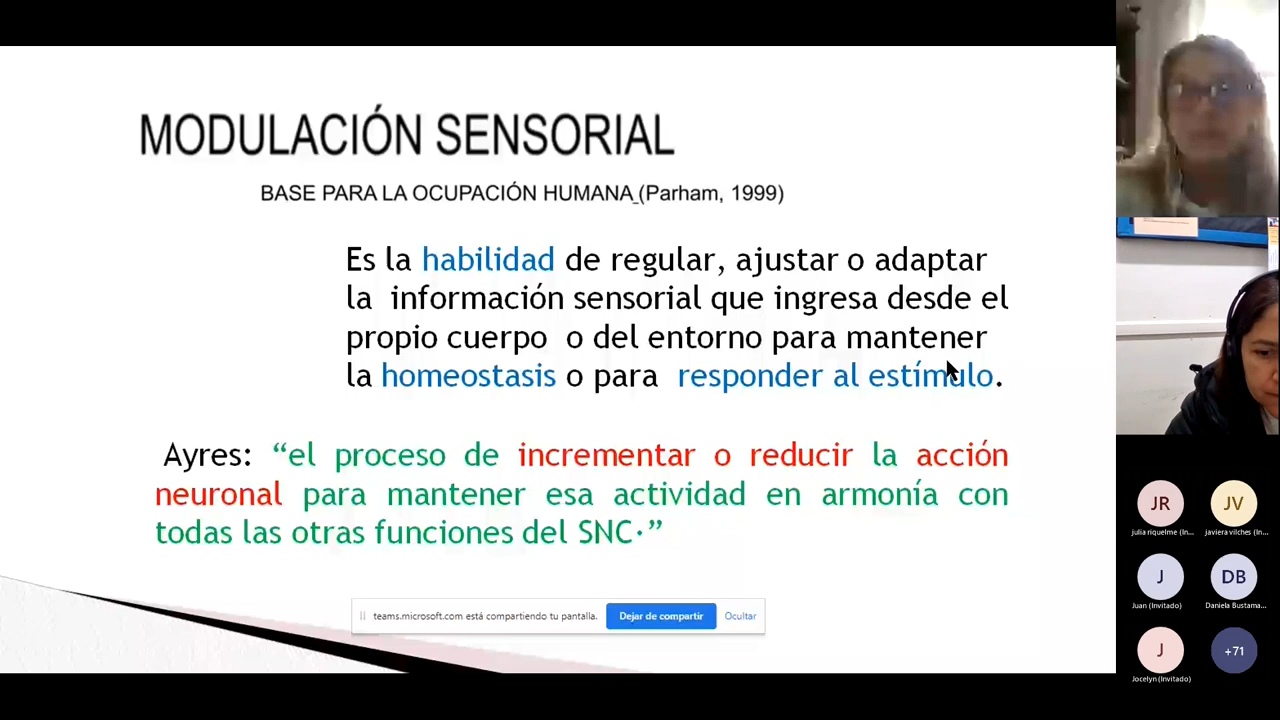 MODULACIÓN SENSORIAL
BASE PARA LA OCUPACIÓN HUMANA (Parham, 1999)
Es la habilidad de regular, ajustar o adaptar
la información sensorial que ingresa desde el
propio cuerpo o del entorno para mantener
la homeostasis o para responder al estímulo.
Ayres: “el proceso de incrementar o reducir la acción
neuronal para mantener esa actividad en armonía con
todas las otras funciones del SNC·”
teams.microsoft.com está compartiendo tu pantalla. Dejar de compartir Ocultar
JR JV
julia riquelme (In... javiera vilches (In...
J DB
Juan (Invitado) Daniela Bustama...
J +71
Jocelyn (Invitado)